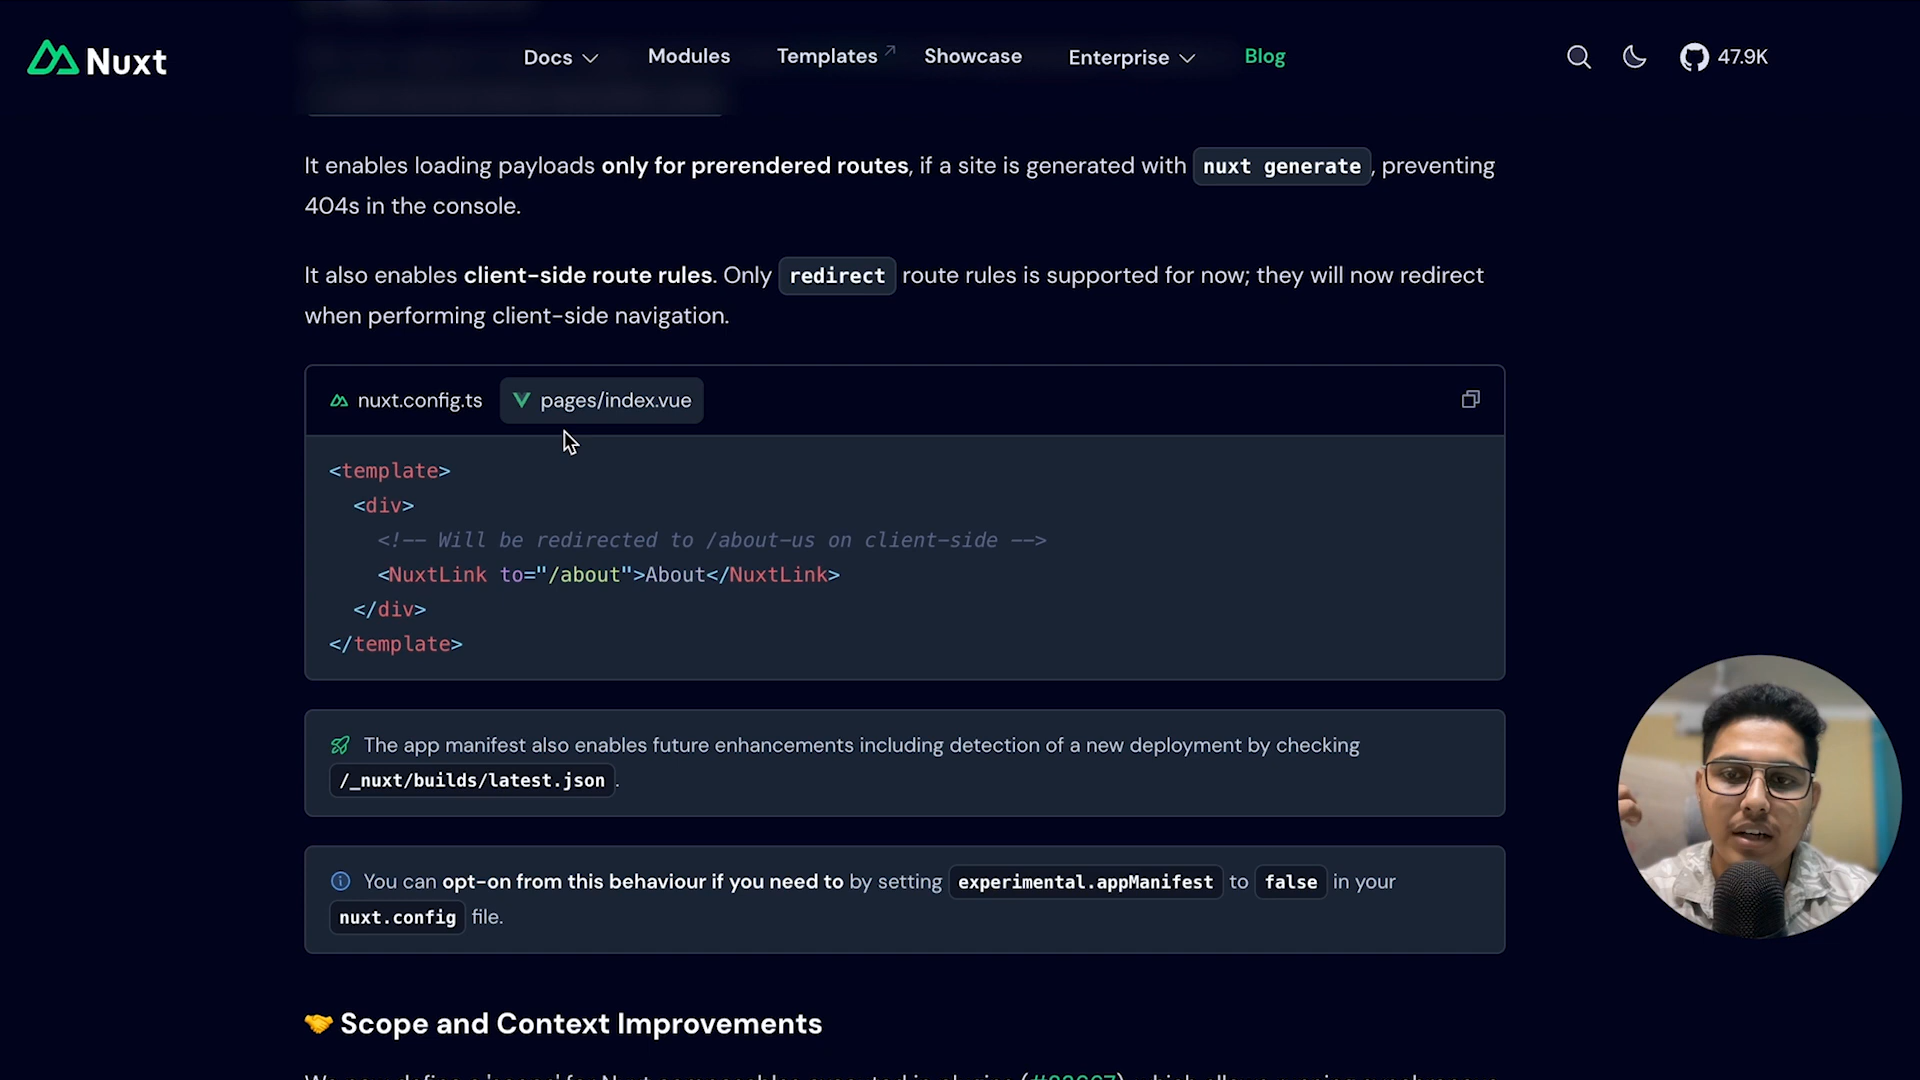 Nuxt
Docs Modules Templates Showcase Enterprise Blog 47.9K
It enables loading payloads only for prerendered routes, if a site is generated with nuxt generate, preventing
404s in the console.
It also enables client-side route rules. Only redirect route rules is supported for now; they will now redirect
when performing client-side navigation.
nuxt.config.ts pages/index.vue
<template>
<div>
<!-- Will be redirected to /about-us on client-side -->
<NuxtLink to="/about">About</NuxtLink>
</div>
</template>
The app manifest also enables future enhancements including detection of a new deployment by checking
/_nuxt/builds/latest.json.
You can opt-on from this behaviour if you need to by setting experimental.appManifest to false in your
nuxt.config file.
🤝 Scope and Context Improvements